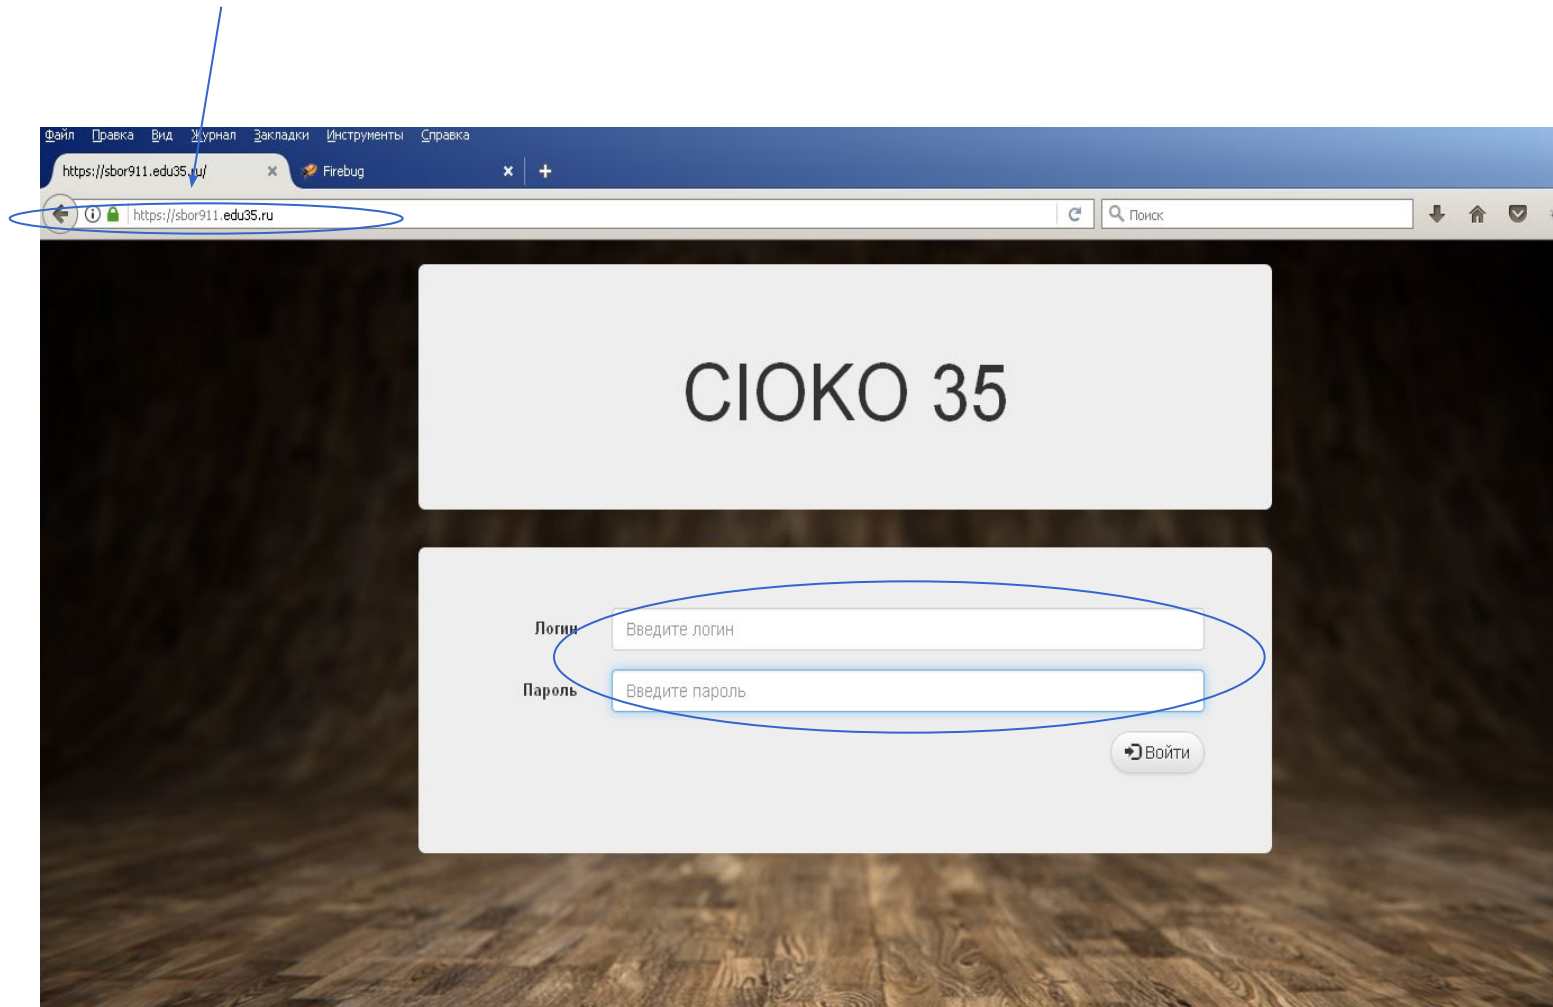 Файл Правка Вид Журнал Закладки Инструменты Справка
https://sbor911.edu35.ru/ Firebug
https://sbor911.edu35.ru Поиск
CIOKO 35
Логин Введите логин
Пароль Введите пароль
Войти